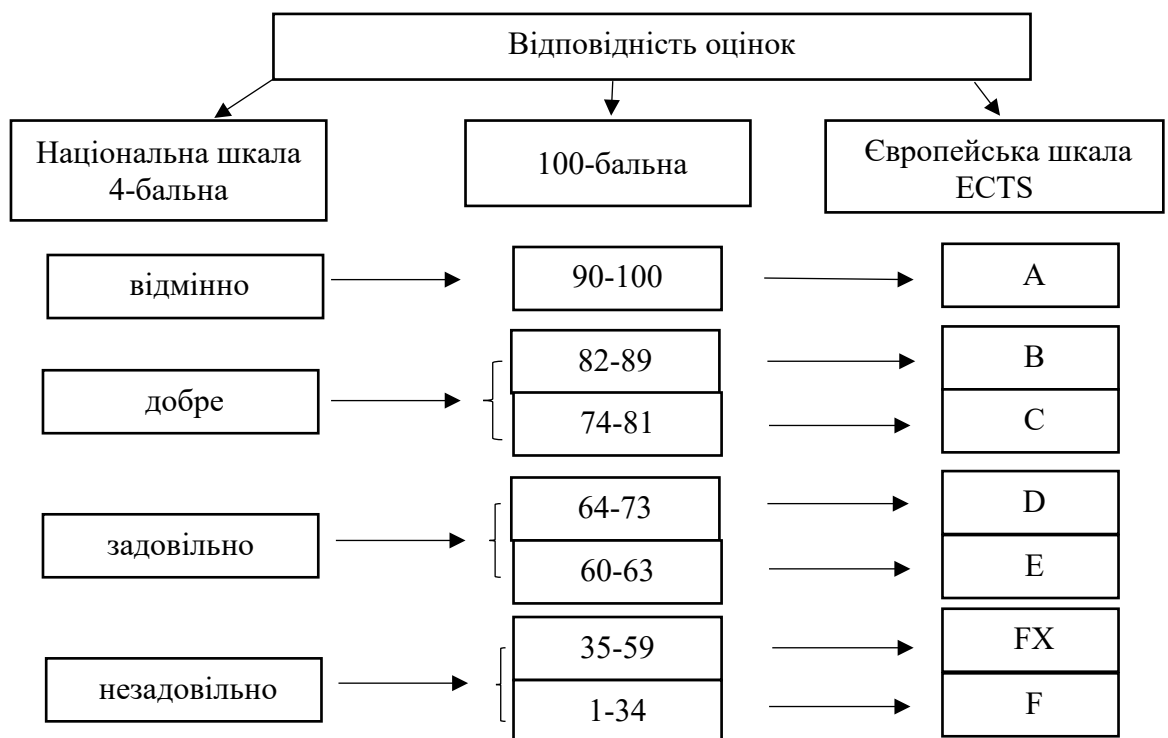 Відповідність оцінок
Національна шкала
4-бальна
100-бальна
Європейська шкала
ECTS
відмінно
90-100
A
добре
82-89
B
74-81
C
задовільно
64-73
D
60-63
E
незадовільно
35-59
FX
1-34
F